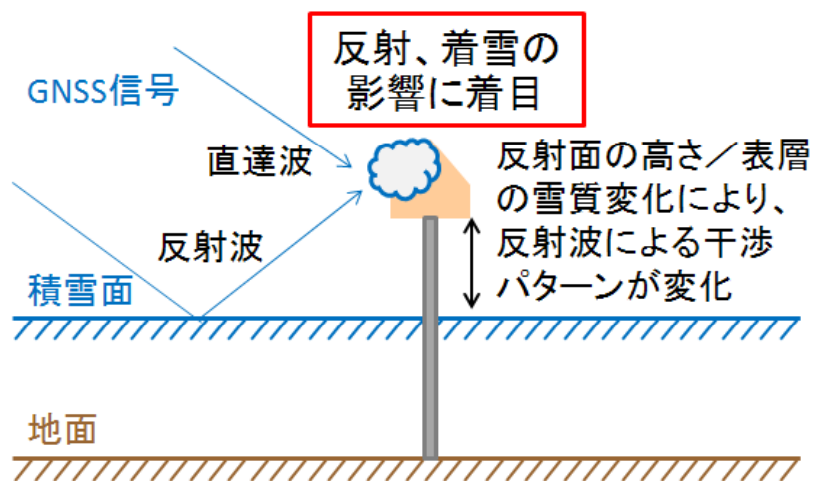 反射、着雪の
影響に着目
GNSS信号
直達波
反射波
反射面の高さ／表層
の雪質変化により、
反射波による干渉
パターンが変化
積雪面
地面